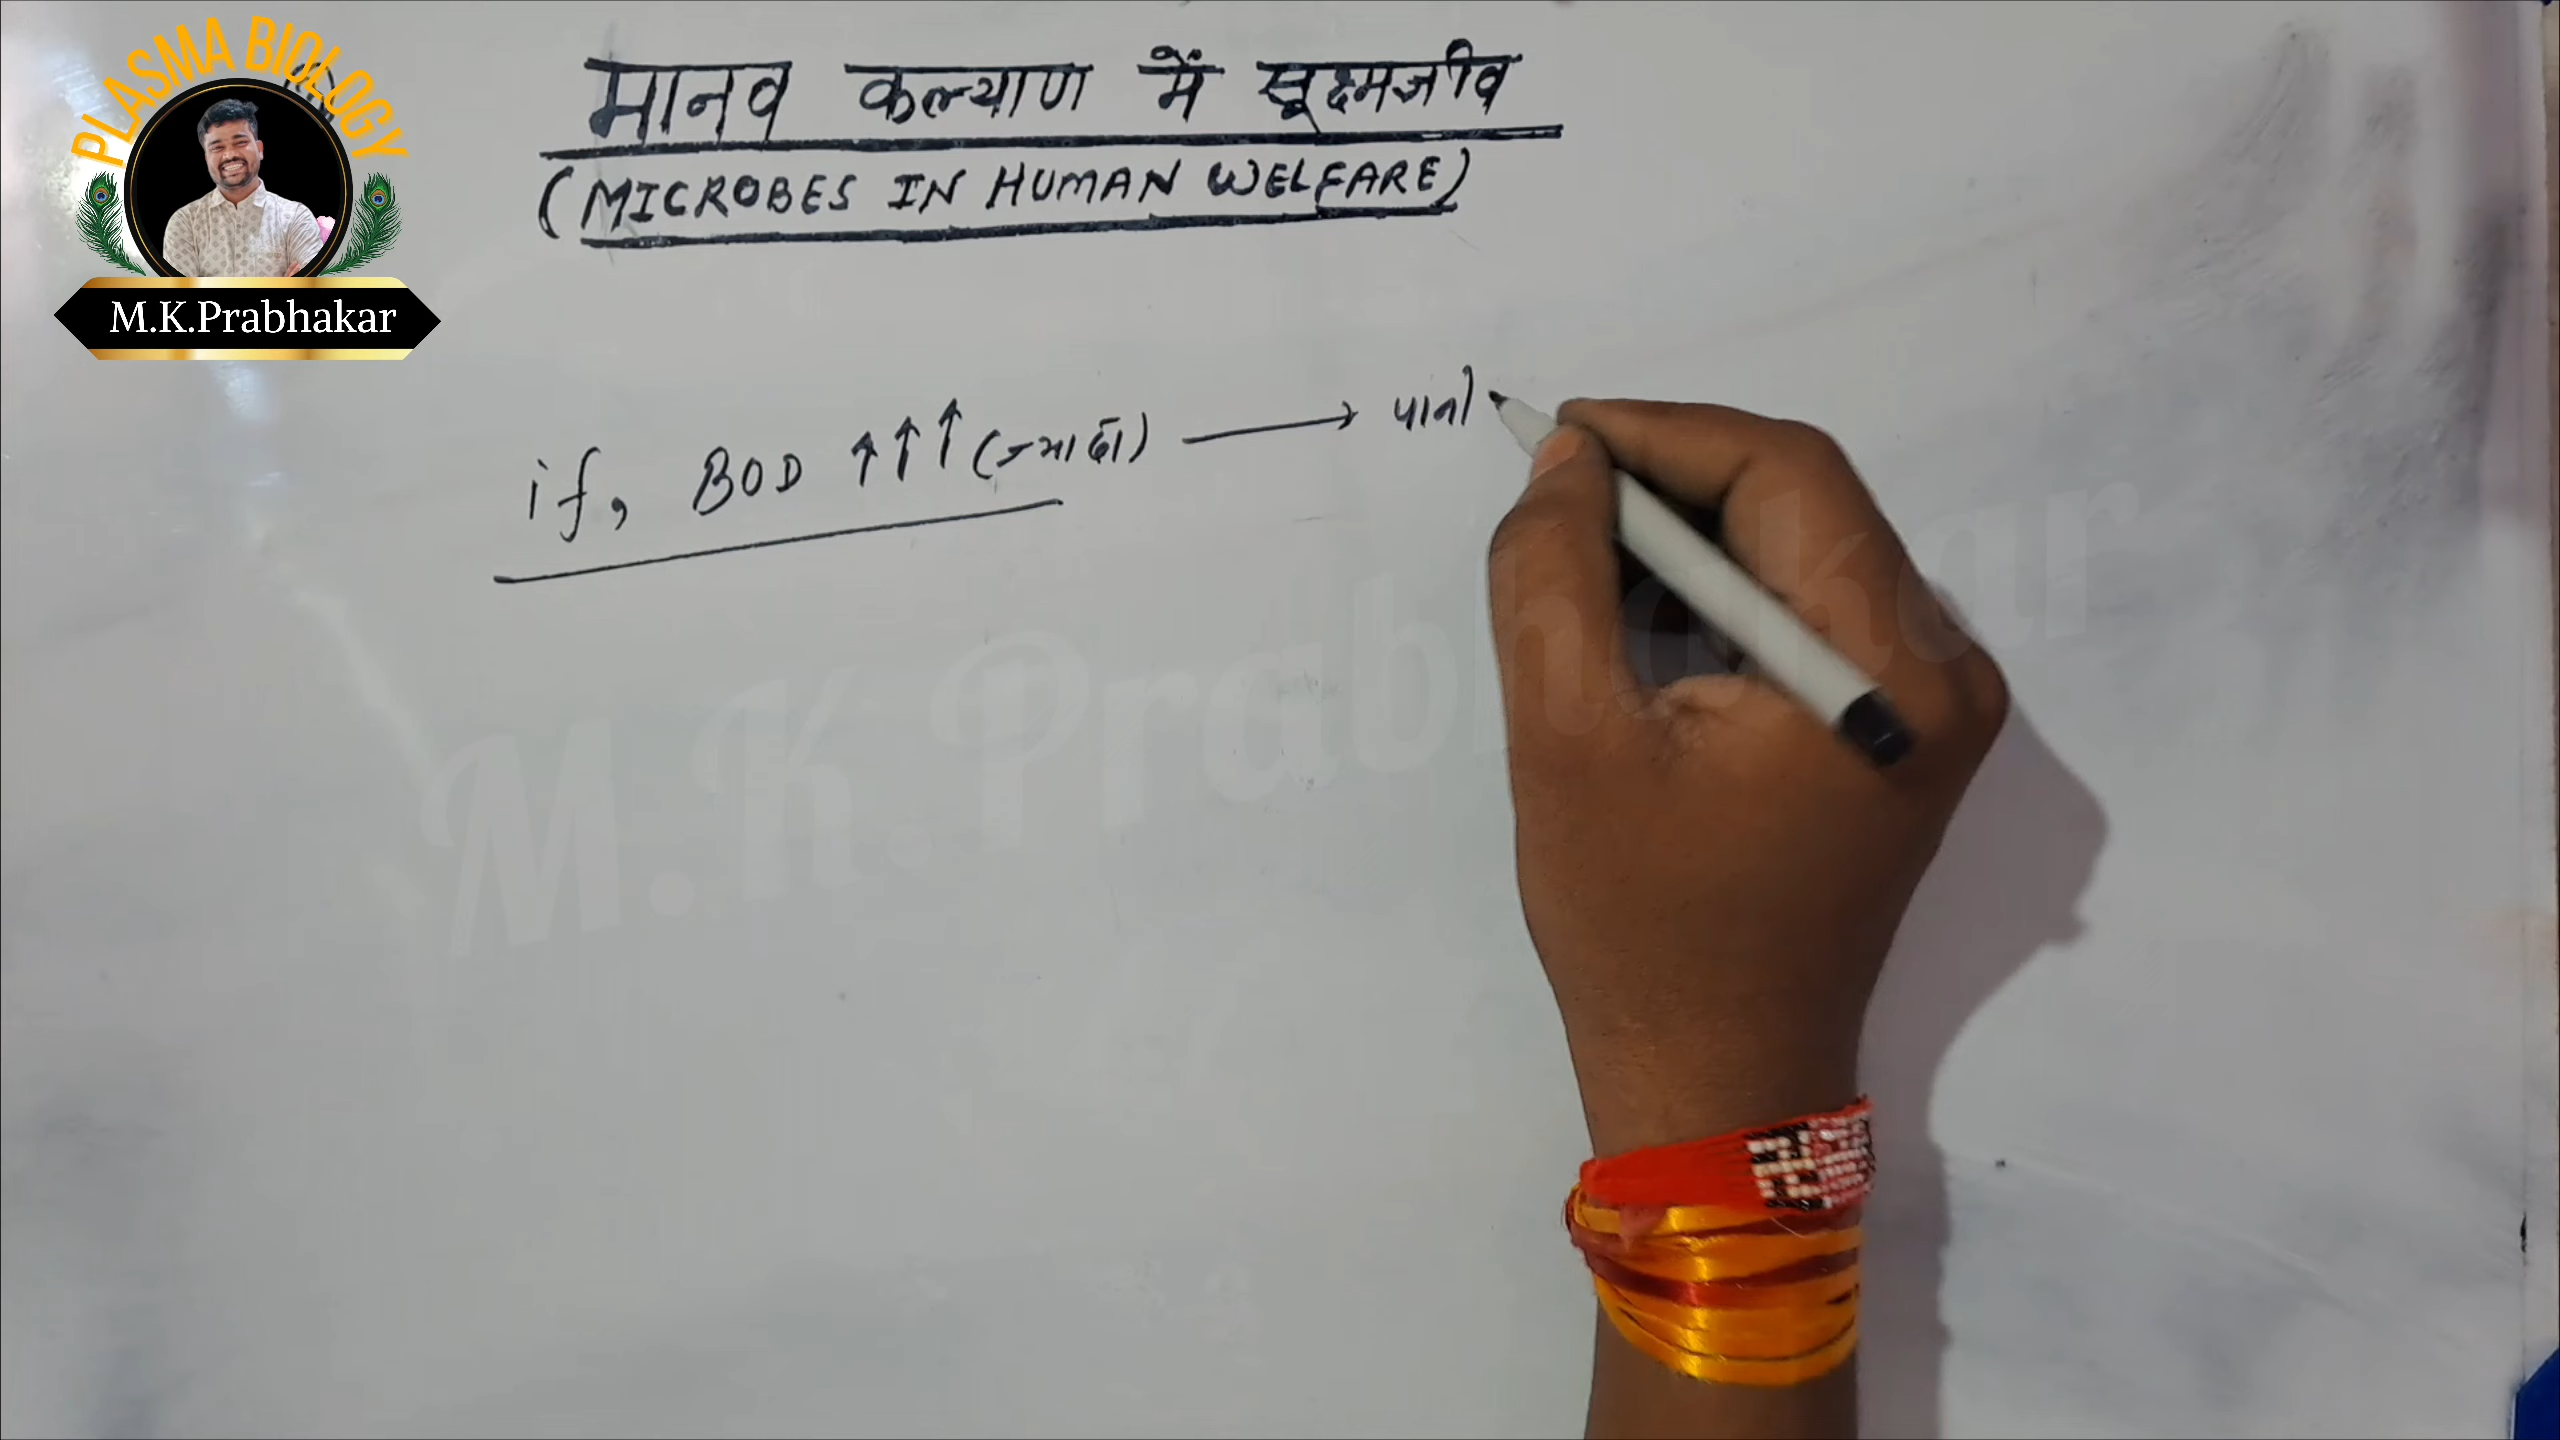 PLASMA BIOLOGY
M.K.Prabhakar
मानव कल्याण में सूक्ष्मजीव
(MICROBES IN HUMAN WELFARE)
if, BOD ↑↑↑ (ज्यादा) ⟶ पानी
M.K.Prabhakar